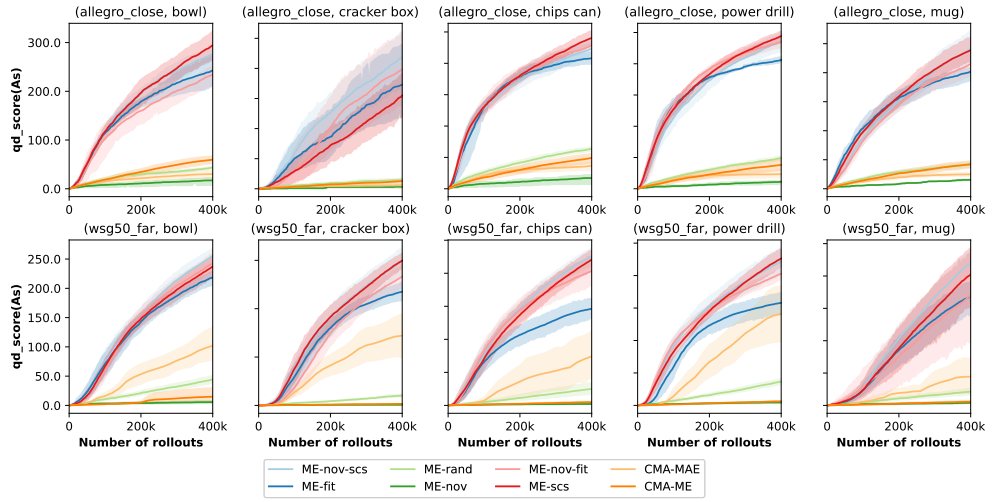 (allegro_close, bowl) (allegro_close, cracker box) (allegro_close, chips can) (allegro_close, power drill) (allegro_close, mug)
qd_score(As)
300.0
200.0
100.0
0.0
0 200k 400k 0 200k 400k 0 200k 400k 0 200k 400k 0 200k 400k
(wsg50_far, bowl) (wsg50_far, cracker box) (wsg50_far, chips can) (wsg50_far, power drill) (wsg50_far, mug)
qd_score(As)
250.0
200.0
150.0
100.0
50.0
0.0
0 200k 400k 0 200k 400k 0 200k 400k 0 200k 400k 0 200k 400k
Number of rollouts Number of rollouts Number of rollouts Number of rollouts Number of rollouts
ME-nov-scs ME-rand ME-nov-fit CMA-MAE
ME-fit ME-nov ME-scs CMA-ME